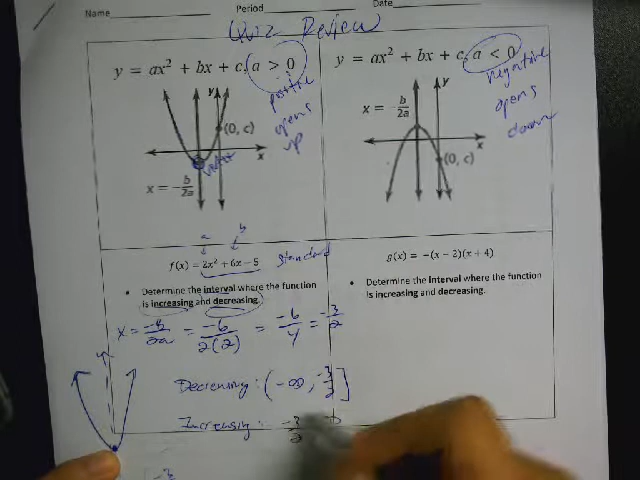 Name Period Date
Quiz Review
y = ax² + bx + c, a > 0
positive
opens
up
y
(0, c)
x
vertex
x = -b/2a
y = ax² + bx + c, a < 0
negative
opens
down
y
x = -b/2a
x
(0, c)
a b
f(x) = 2x² + 6x - 5 standard
• Determine the interval where the function
is increasing and decreasing.
x = -b/2a = -6/2(2) = -6/4 = -3/2
Decreasing: (-∞, -3/2]
Increasing: -3/2
-3
g(x) = -(x - 2)(x + 4)
• Determine the interval where the function
is increasing and decreasing.